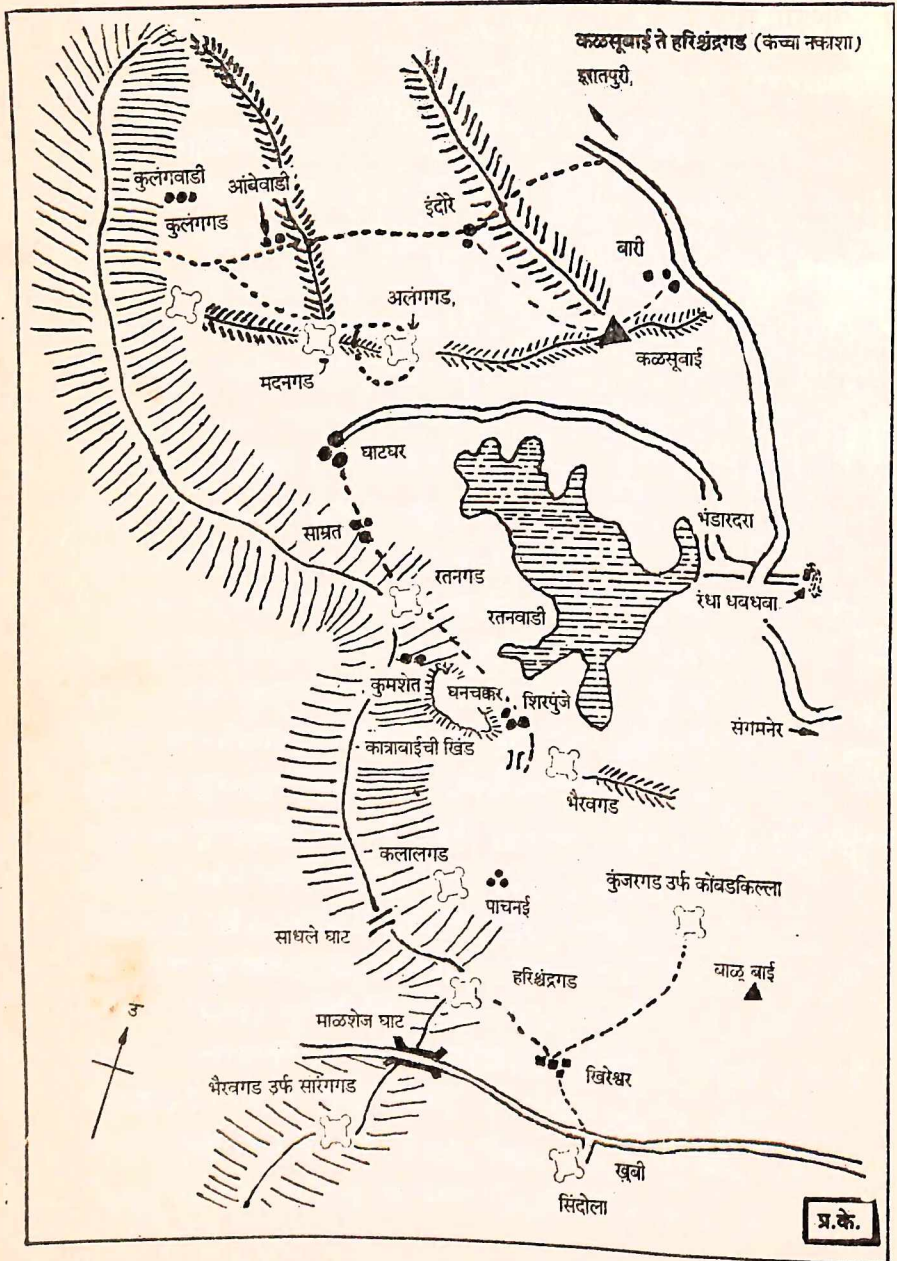 कळसूबाई ते हरिश्चंद्रगड (कच्चा नकाशा)
इगतपुरी,
कुलंगवाडी
आंबेवाडी
कुलंगगड
इंदोरे
बारी
अलंगगड,
मदनगड
कळसूबाई
घाटघर
भंडारदरा
साम्रत
रतनगड
रंधा धबधबा
रतनवाडी
कुमशेत
घनचक्कर
शिरपुंजे
संगमनेर
कात्राबाईची खिंड
भैरवगड
कलालगड
कुंजरगड उर्फ कोंबडकिल्ला
पाचनई
साधले घाट
हरिश्चंद्रगड
बाळू बाई
उ
माळशेज घाट
खिरेश्वर
भैरवगड उर्फ सारंगगड
खुबी
सिंदोला
प्र.के.